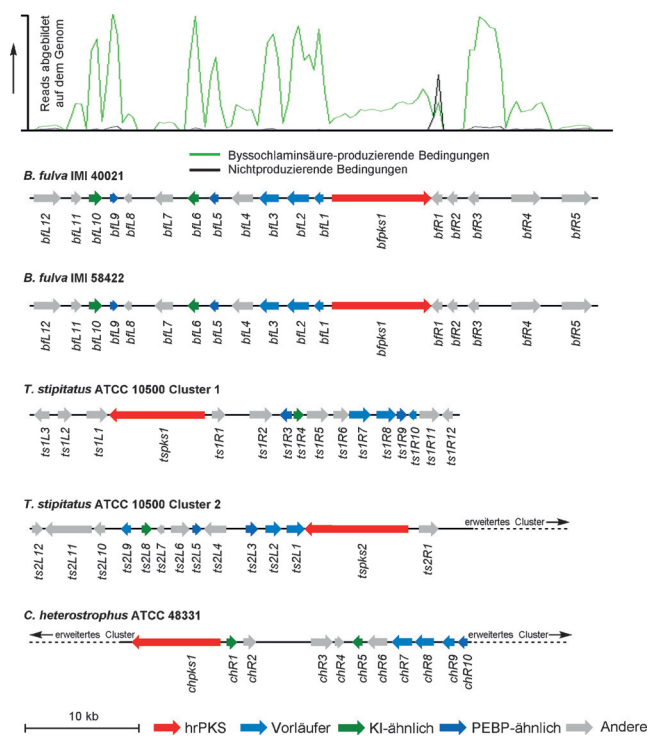 Reads abgebildet
auf dem Genom
Byssochlaminsäure-produzierende Bedingungen
Nichtproduzierende Bedingungen
B. fulva IMI 40021
bfL12 bfL11 bfL10 bfL9 bfL8 bfL7 bfL6 bfL5 bfL4 bfL3 bfL2 bfL1 bfpks1 bfR1 bfR2 bfR3 bfR4 bfR5
B. fulva IMI 58422
bfL12 bfL11 bfL10 bfL9 bfL8 bfL7 bfL6 bfL5 bfL4 bfL3 bfL2 bfL1 bfpks1 bfR1 bfR2 bfR3 bfR4 bfR5
T. stipitatus ATCC 10500 Cluster 1
ts1L3 ts1L2 ts1L1 tspks1 ts1R1 ts1R2 ts1R3 ts1R4 ts1R5 ts1R6 ts1R7 ts1R8 ts1R9 ts1R10 ts1R11 ts1R12
T. stipitatus ATCC 10500 Cluster 2
erweitertes Cluster
ts2L12 ts2L11 ts2L10 ts2L9 ts2L8 ts2L7 ts2L6 ts2L5 ts2L4 ts2L3 ts2L2 ts2L1 tspks2 ts2R1
C. heterostrophus ATCC 48331
erweitertes Cluster erweitertes Cluster
chpks1 chR1 chR2 chR3 chR4 chR5 chR6 chR7 chR8 chR9 chR10
10 kb hrPKS Vorläufer KI-ähnlich PEBP-ähnlich Andere